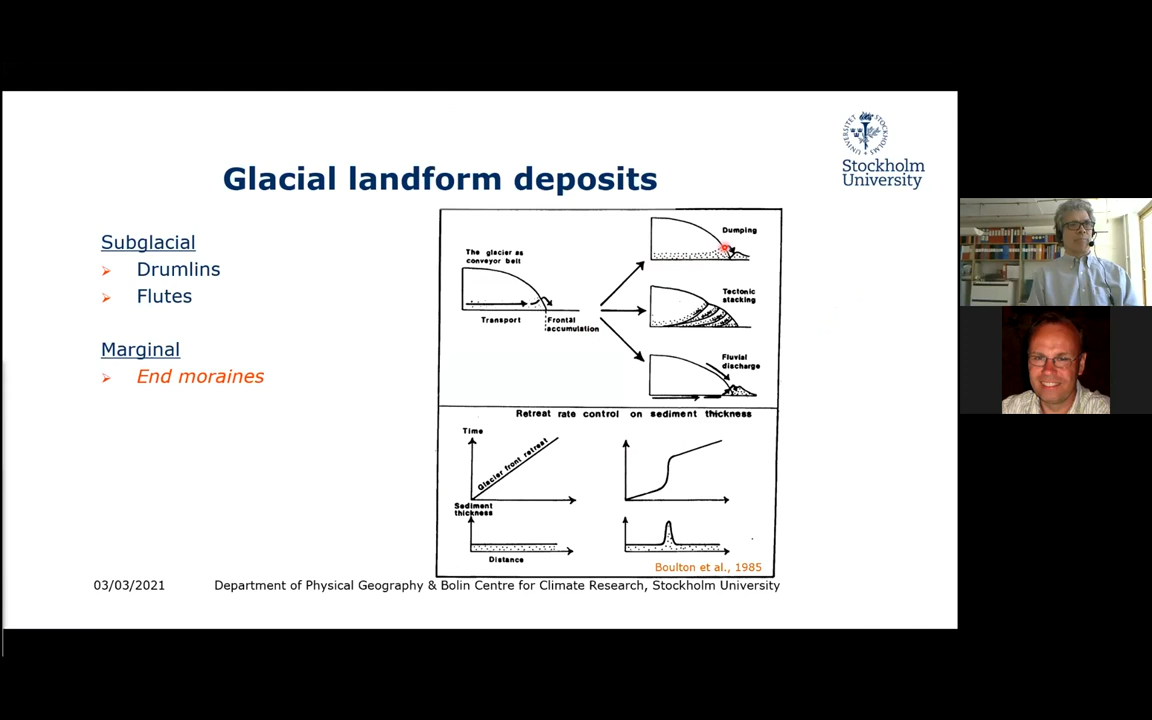 STOCKHOLMS UNIVERSITET
Stockholm
University
Glacial landform deposits
Subglacial
Drumlins
Flutes
Marginal
End moraines
The glacier as
conveyor belt
Transport
Frontal
accumulation
Dumping
Tectonic
stacking
Fluvial
discharge
Retreat rate control on sediment thickness
Time
Glacier front retreat
Sediment
thickness
Distance
Boulton et al., 1985
03/03/2021
Department of Physical Geography & Bolin Centre for Climate Research, Stockholm University